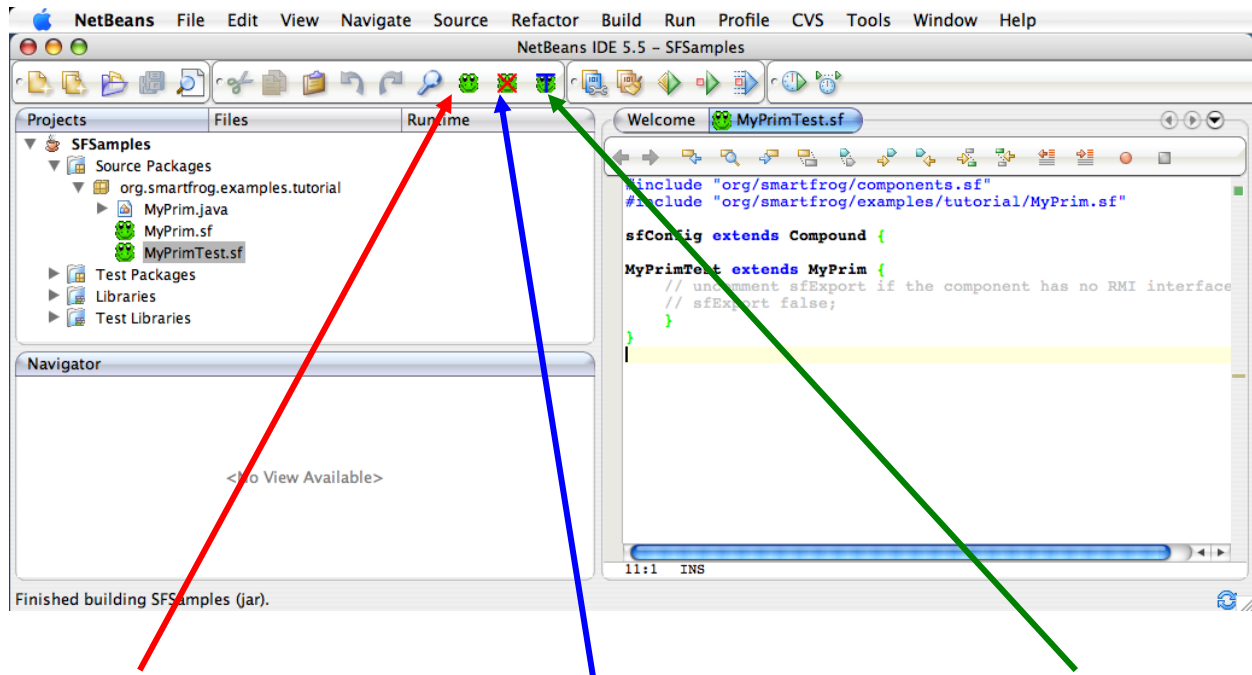 NetBeans File Edit View Navigate Source Refactor Build Run Profile CVS Tools Window Help
NetBeans IDE 5.5 – SFSamples
Projects Files Runtime
SFSamples
Source Packages
org.smartfrog.examples.tutorial
MyPrim.java
MyPrim.sf
MyPrimTest.sf
Test Packages
Libraries
Test Libraries
Navigator
<No View Available>
Welcome MyPrimTest.sf
#include "org/smartfrog/components.sf"
#include "org/smartfrog/examples/tutorial/MyPrim.sf"
sfConfig extends Compound {
MyPrimTest extends MyPrim {
// uncomment sfExport if the component has no RMI interface
// sfExport false;
}
}
11:1 INS
Finished building SFSamples (jar).